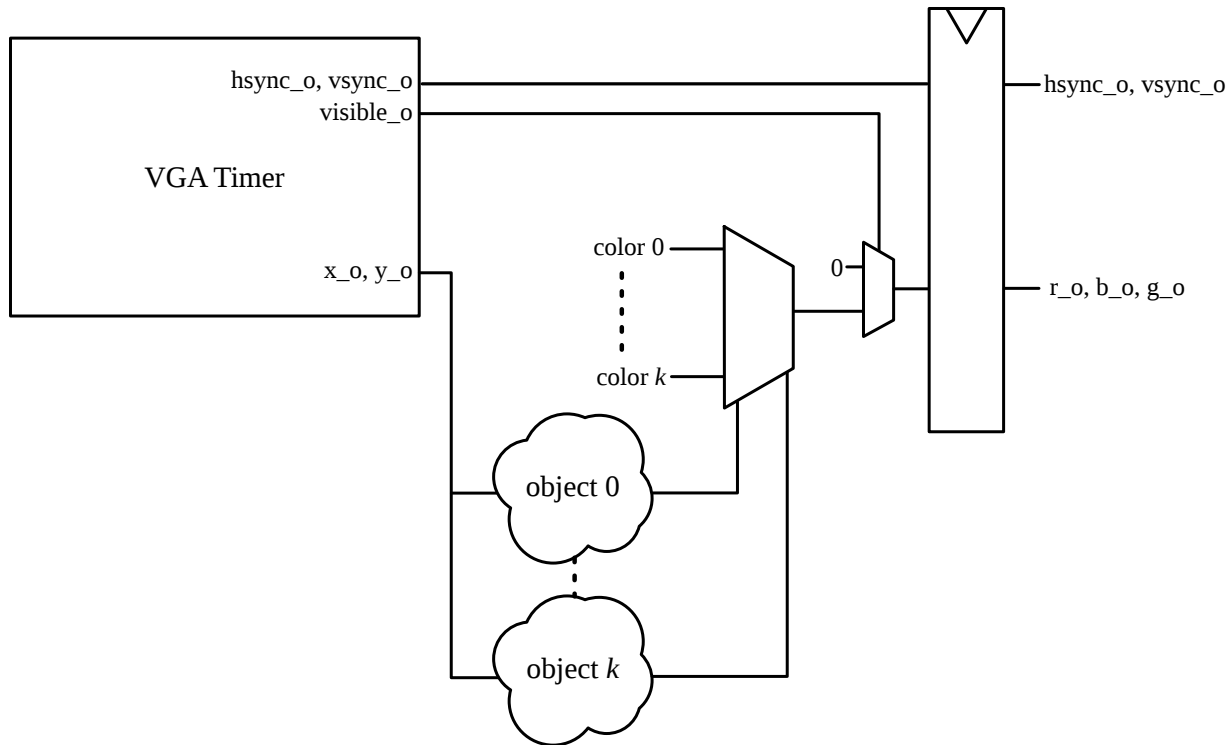 hsync_o, vsync_o
visible_o
VGA Timer
x_o, y_o
color 0
color k
0
hsync_o, vsync_o
r_o, b_o, g_o
object 0
object k